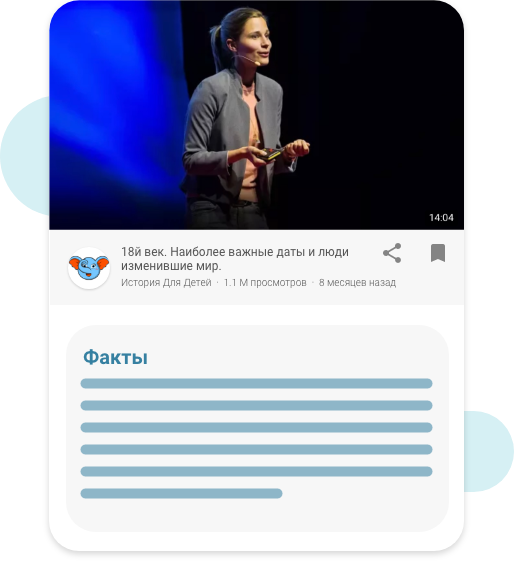 14:04
18й век. Наиболее важные даты и люди
изменившие мир.
История Для Детей · 1.1 M просмотров · 8 месяцев назад
Факты